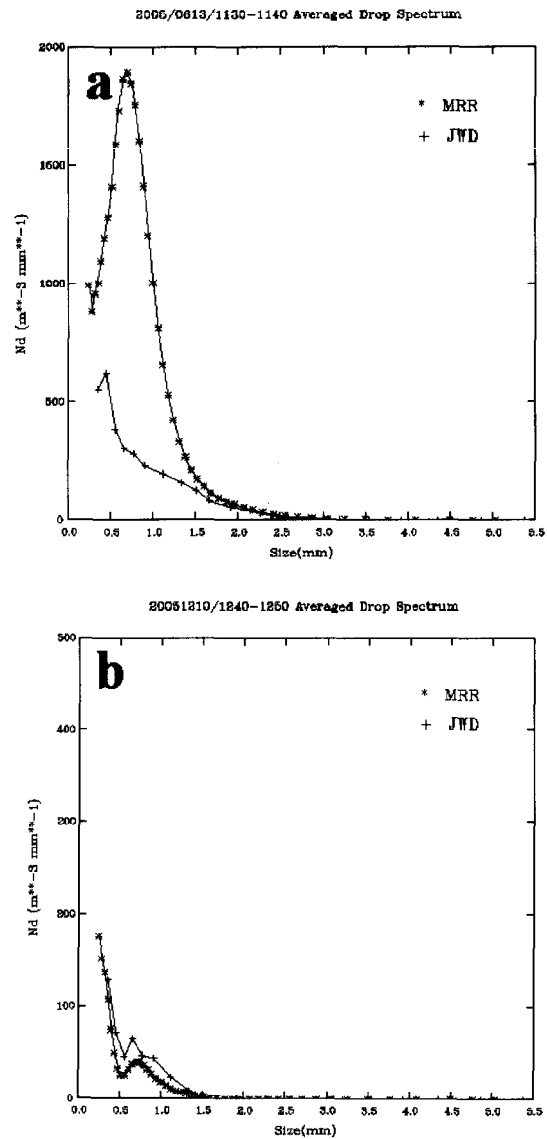 2005/0613/1130-1140 Averaged Drop Spectrum
a
* MRR
+ JWD
2000
1500
1000
500
0
Nd (m**-3 mm**-1)
0.0 0.5 1.0 1.5 2.0 2.5 3.0 3.5 4.0 4.5 5.0 5.5
Size(mm)
20051210/1240-1250 Averaged Drop Spectrum
b
* MRR
+ JWD
500
400
300
200
100
0
Nd (m**-3 mm**-1)
0.0 0.5 1.0 1.5 2.0 2.5 3.0 3.5 4.0 4.5 5.0 5.5
Size(mm)